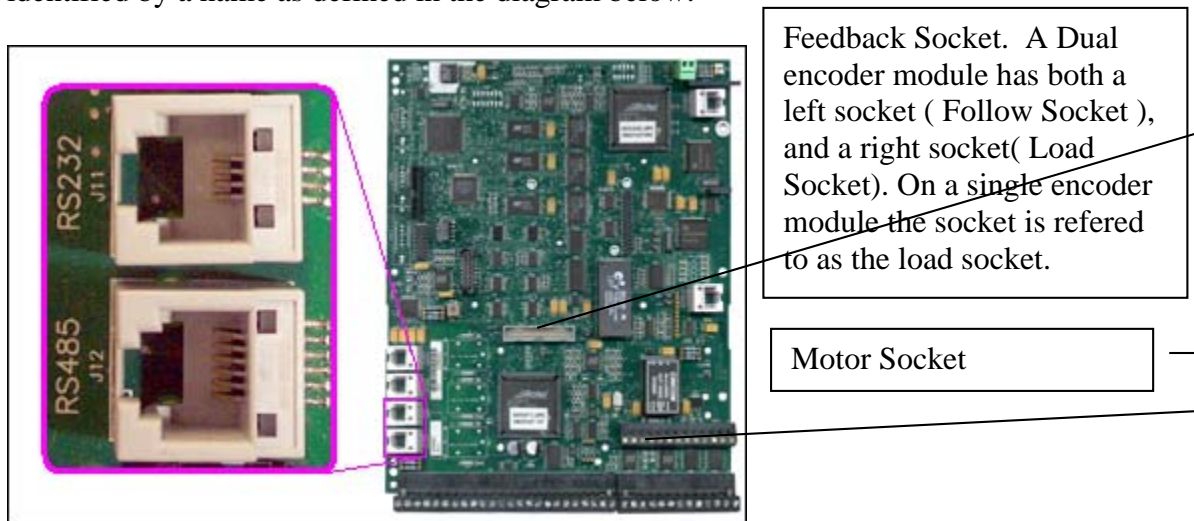 identified by a name as defined in the diagram below.
Feedback Socket.  A Dual
encoder module has both a
left socket ( Follow Socket ),
and a right socket( Load
Socket). On a single encoder
module the socket is refered
to as the load socket.
Motor Socket
RS232
J11
RS485
J12